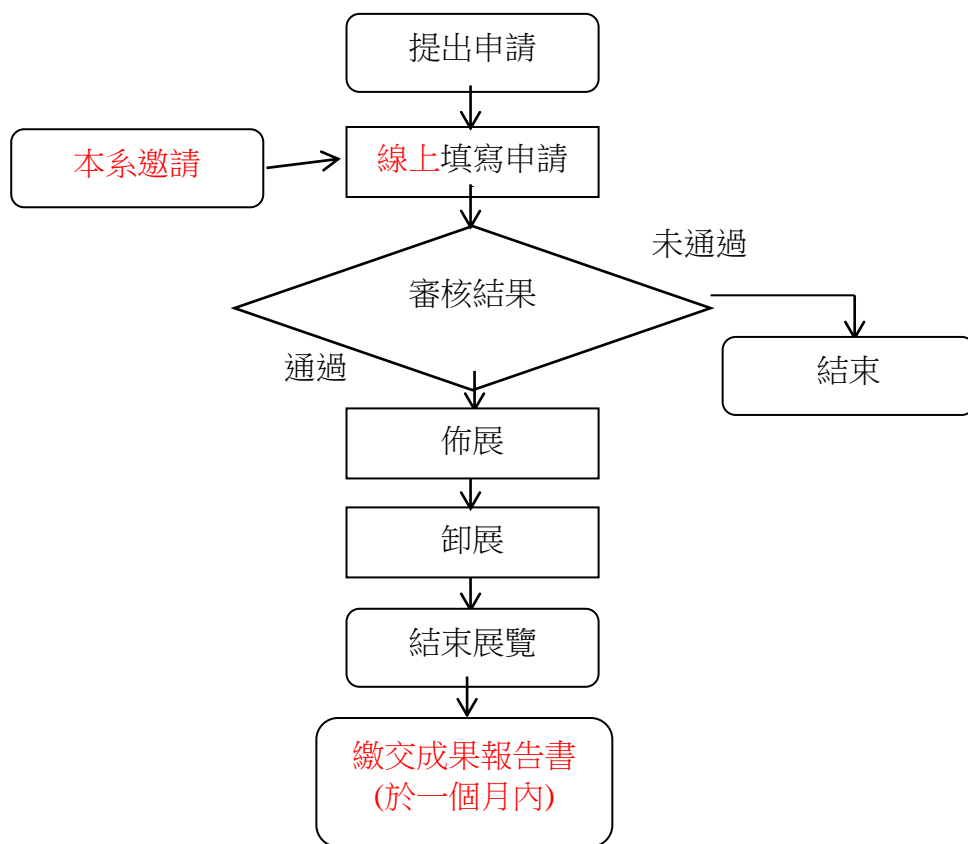 提出申請
本系邀請
線上填寫申請
未通過
審核結果
通過
結束
佈展
卸展
結束展覽
繳交成果報告書
(於一個月內)